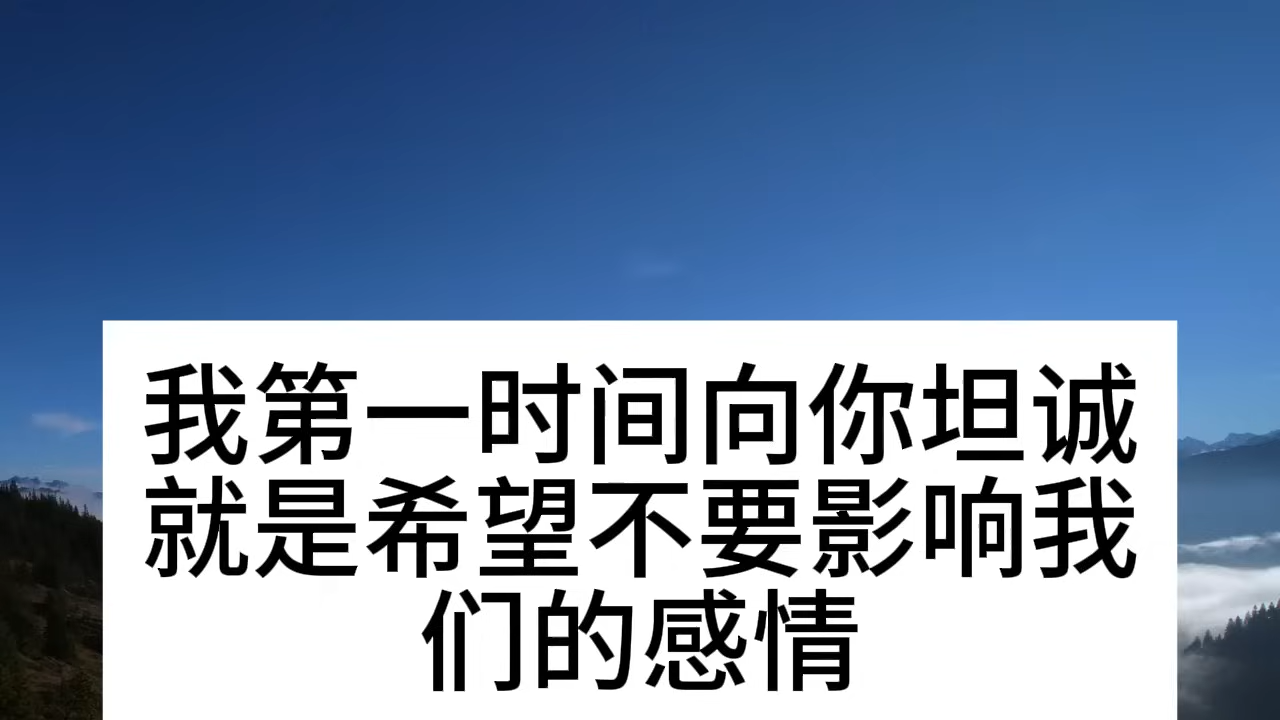 我第一时间向你坦诚
就是希望不要影响我
们的感情